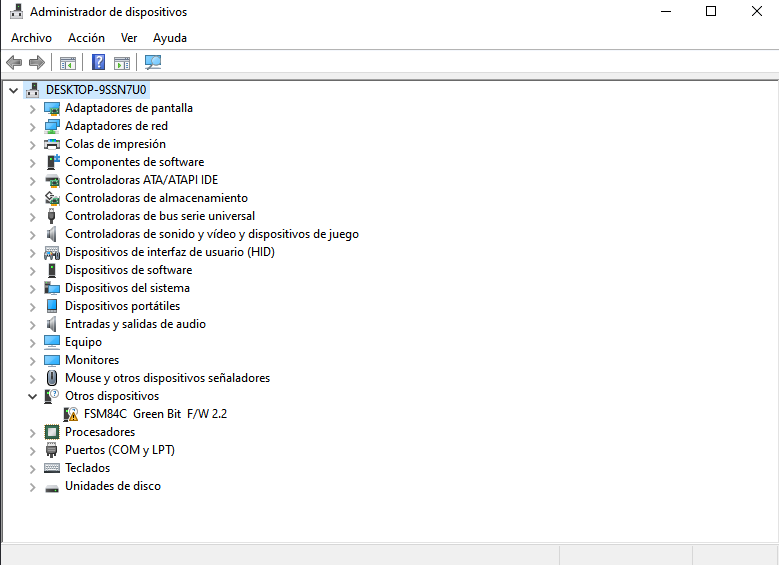 Administrador de dispositivos
Archivo Acción Ver Ayuda
DESKTOP-9SSN7U0
Adaptadores de pantalla
Adaptadores de red
Colas de impresión
Componentes de software
Controladoras ATA/ATAPI IDE
Controladoras de almacenamiento
Controladoras de bus serie universal
Controladoras de sonido y vídeo y dispositivos de juego
Dispositivos de interfaz de usuario (HID)
Dispositivos de software
Dispositivos del sistema
Dispositivos portátiles
Entradas y salidas de audio
Equipo
Monitores
Mouse y otros dispositivos señaladores
Otros dispositivos
FSM84C Green Bit F/W 2.2
Procesadores
Puertos (COM y LPT)
Teclados
Unidades de disco